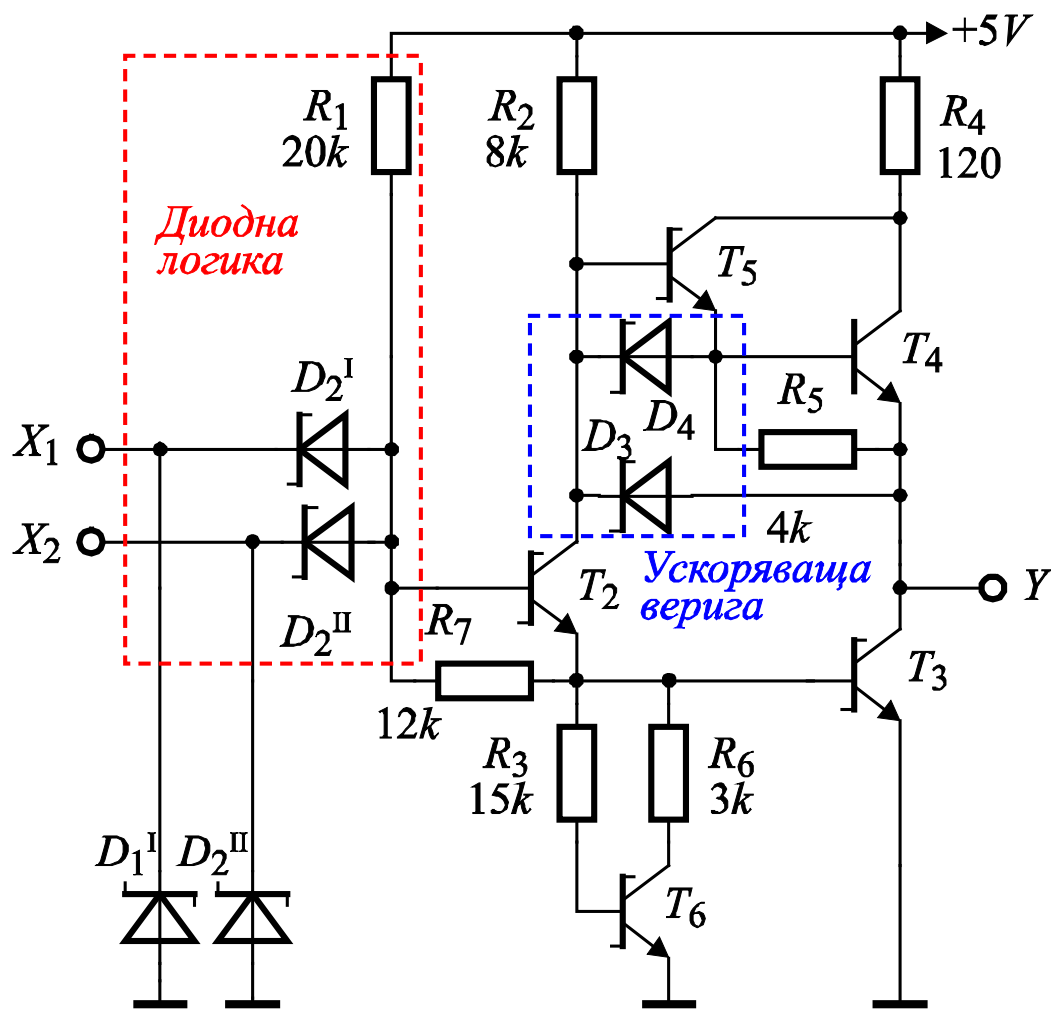 +5V
R1
20k
R2
8k
R4
120
Диодна
логика
T5
D2I
T4
R5
D4
D3
X1
4k
X2
Ускоряваща
верига
T2
Y
D2II
R7
T3
12k
R3
15k
R6
3k
D1I
D2II
T6